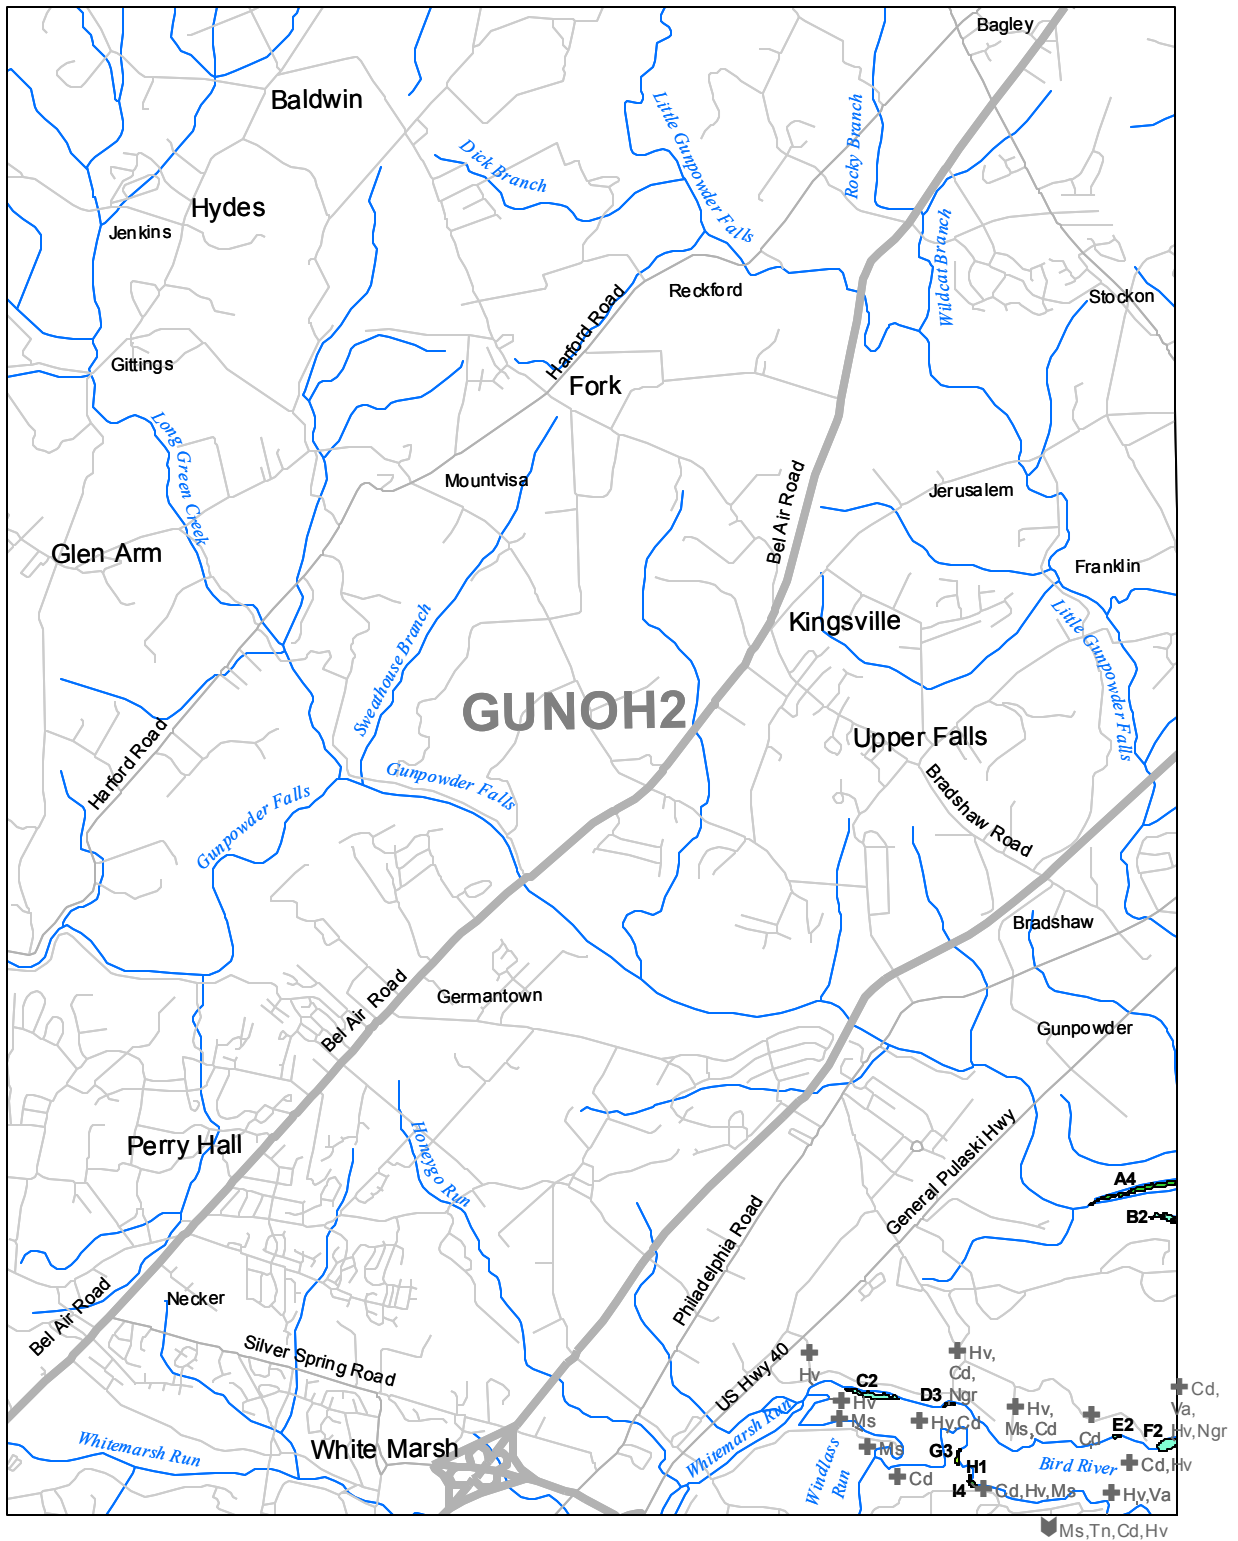 Bagley
Baldwin
Little Gunpowder Falls
Rocky Branch
Dick Branch
Hydes
Jenkins
Wildcat Branch
Reckford
Stockon
Harford Road
Gittings
Fork
Long Green Creek
Mountvisa
Bel Air Road
Jerusalem
Glen Arm
Franklin
Kingsville
Little Gunpowder Falls
Sweathouse Branch
GUNOH2
Upper Falls
Harford Road
Gunpowder Falls
Gunpowder Falls
Bradshaw Road
Bradshaw
Bel Air Road
Germantown
Gunpowder
Perry Hall
Honeygo Run
General Pulaski Hwy
A4
B2
Philadelphia Road
Necker
Bel Air Road
Silver Spring Road
US Hwy 40
Hv
Hv,
Cd,
Ngr
C2
D3
Cd,
Va,
Hv,Ngr
Hv
Ms
Hv,Cd
Hv,
Ms,Cd
Cd
E2
F2
White Marsh
Whitemarsh Run
Whitemarsh Run
Windlass
Run
Ms
G3
H1
Bird River
Cd,Hv
Cd
I4
Cd,Hv,Ms
Hv,Va
Ms,Tn,Cd,Hv